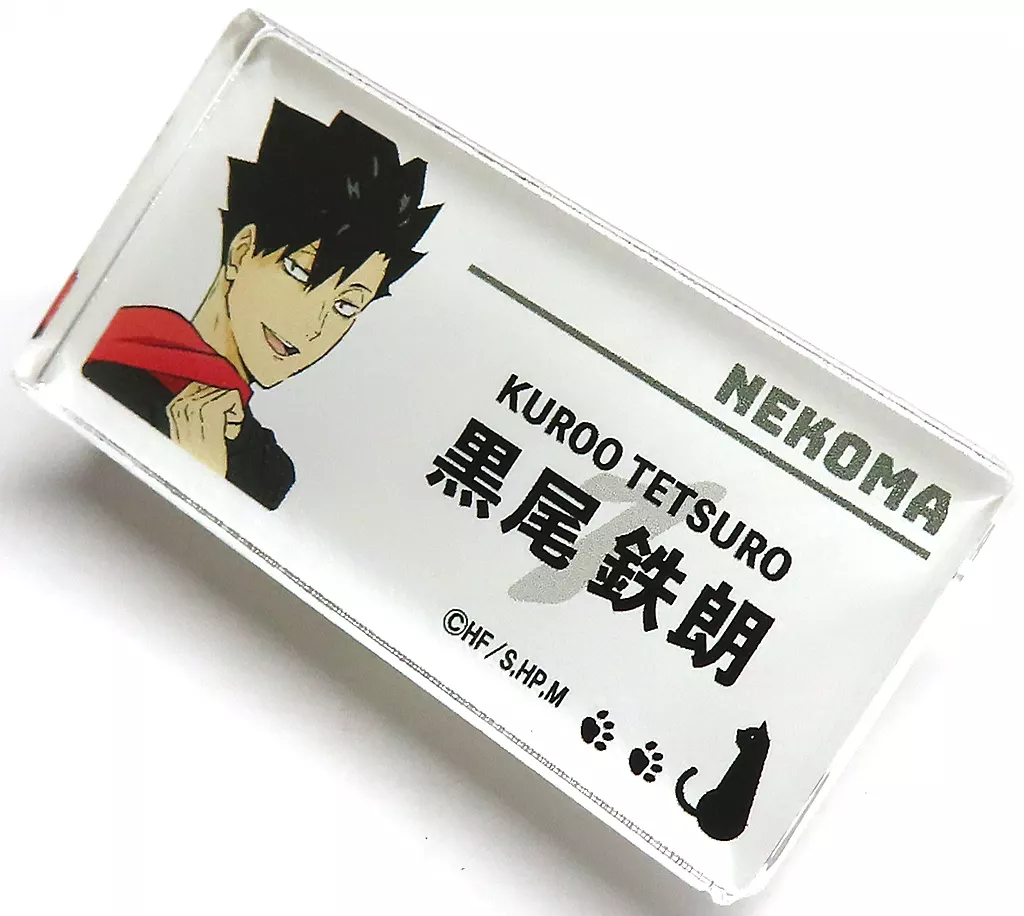 NEKOMA
KUROO TETSURO
黒尾 鉄朗
©HF/S,HP,M